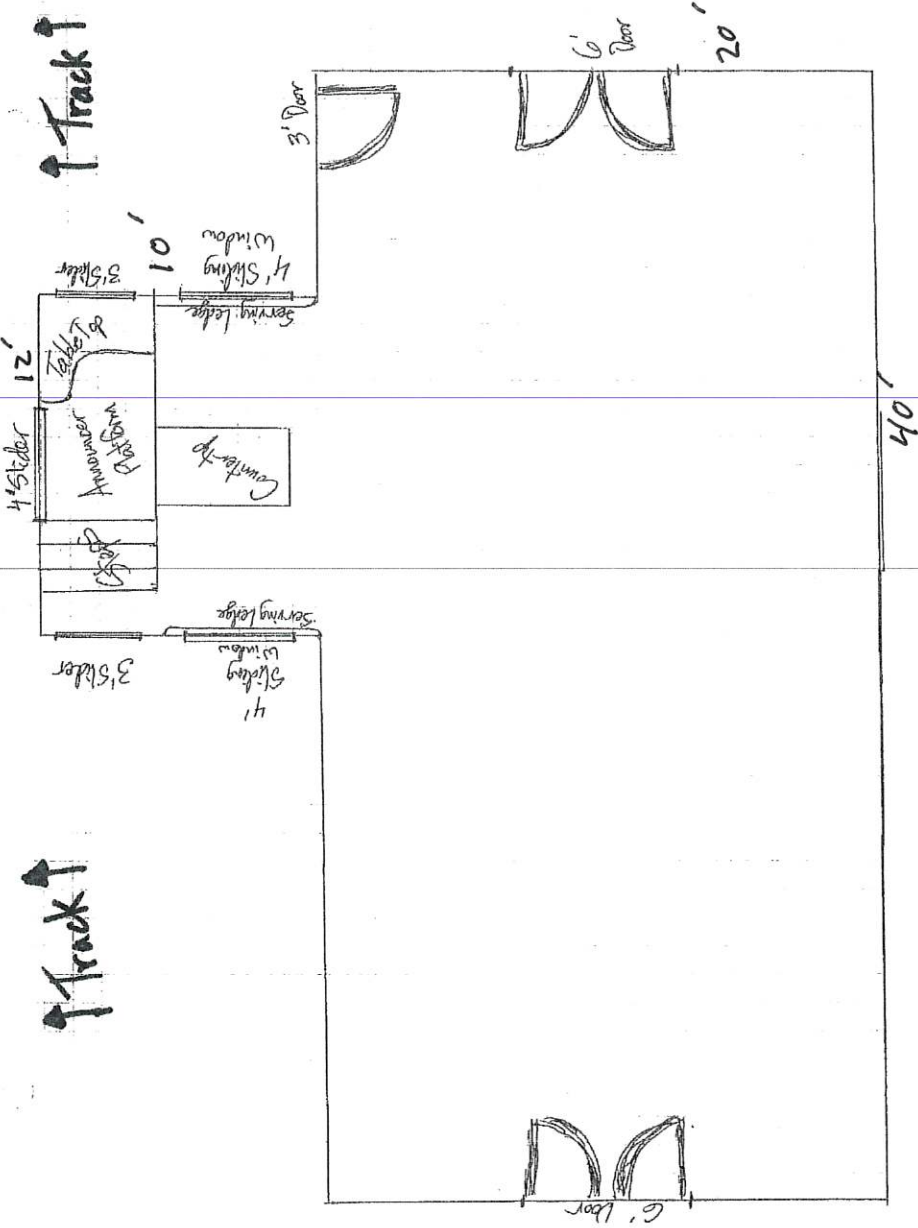 ↑ Track ↑
↑ Track ↑
12'
4' Slider
3' Slider
Table Top
10'
Announcer
Platform
Steps
3' Slider
4' Sliding
Window
Serving Ledge
Counter top
Serving Ledge
4'
Sliding
Window
3' Door
6'
Door
20'
6' Door
40'